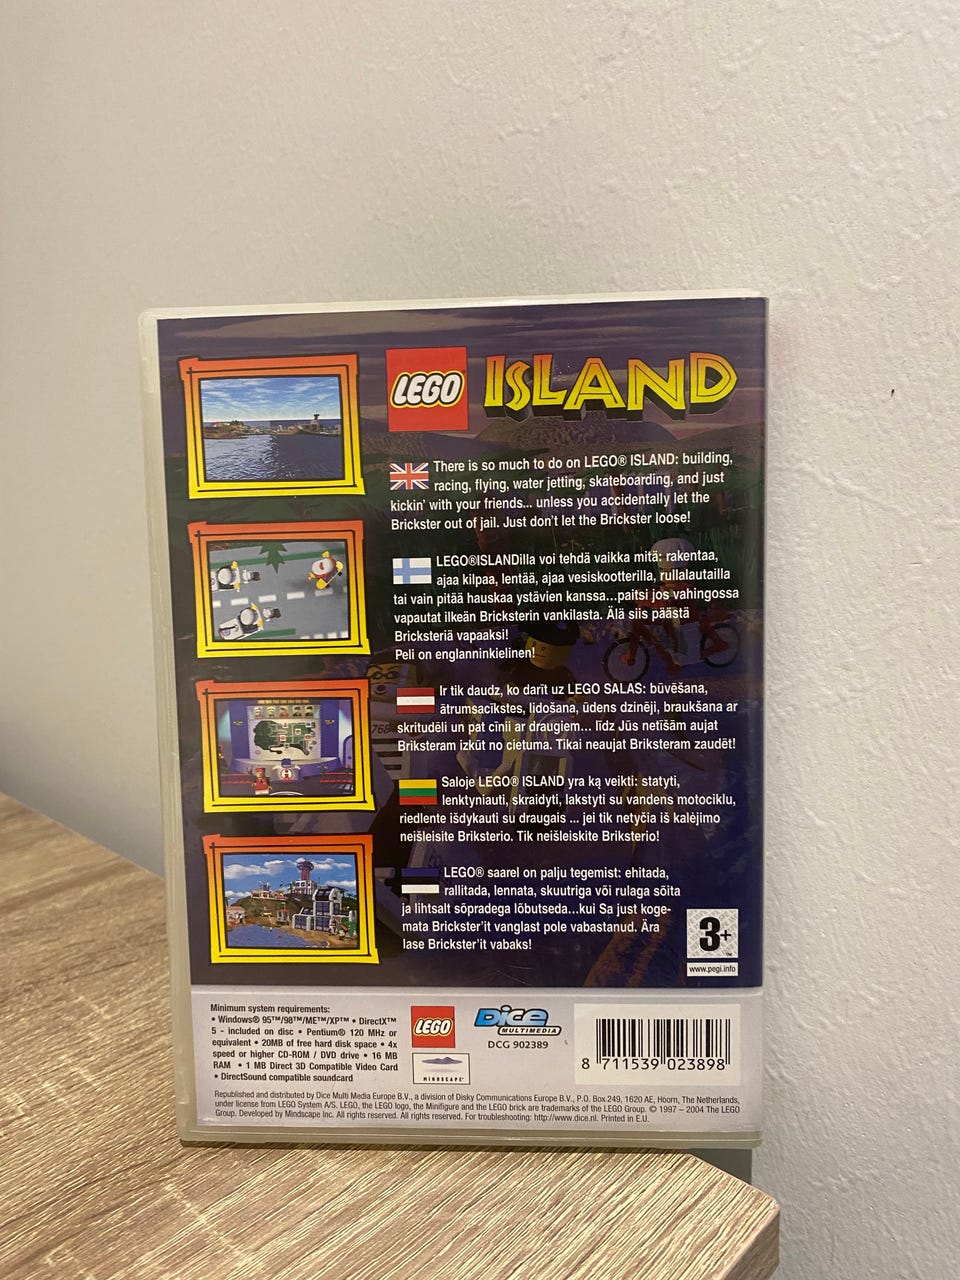 LEGO ISLAND
There is so much to do on LEGO® ISLAND: building,
racing, flying, water jetting, skateboarding, and just
kickin' with your friends... unless you accidentally let the
Brickster out of jail. Just don't let the Brickster loose!
LEGO®ISLANDilla voi tehdä vaikka mitä: rakentaa,
ajaa kilpaa, lentää, ajaa vesiskootterilla, rullalautailla
tai vain pitää hauskaa ystävien kanssa...paitsi jos vahingossa
vapautat ilkeän Bricksterin vankilasta. Älä siis päästä
Bricksteriä vapaaksi!
Peli on englanninkielinen!
Ir tik daudz, ko darīt uz LEGO SALAS: būvēšana,
ātrumsacīkstes, lidošana, ūdens dzinēji, braukšana ar
skritudēli un pat cīnii ar draugiem... līdz Jūs netīšām aujat
Briksteram izkūt no cietuma. Tikai neaujat Briksteram zaudēt!
Saloje LEGO® ISLAND yra ką veikti: statyti,
lenktyniauti, skraidyti, lakstyti su vandens motociklu,
riedlente išdykauti su draugais ... jei tik netyčia iš kalėjimo
neišleisite Briksterio. Tik neišleiskite Briksterio!
LEGO® saarel on palju tegemist: ehitada,
rallitada, lennata, skuutriga või rulaga sõita
ja lihtsalt sõpradega lõbutseda...kui Sa just koge-
mata Brickster'it vanglast pole vabastanud. Ära
lase Brickster'it vabaks!
3+
www.pegi.info
Minimum system requirements:
• Windows® 95™/98™/ME™/XP™ • DirectX™
5 - included on disc • Pentium® 120 MHz or
equivalent • 20MB of free hard disk space • 4x
speed or higher CD-ROM / DVD drive • 16 MB
RAM • 1 MB Direct 3D Compatible Video Card
• DirectSound compatible soundcard
LEGO
MINDSCAPE
Dice
MULTIMEDIA
DCG 902389
8 711539 023898
Republished and distributed by Dice Multi Media Europe B.V., a division of Disky Communications Europe B.V., P.O. Box 249, 1620 AE, Hoorn, The Netherlands,
under license from LEGO System A/S. LEGO, the LEGO logo, the Minifigure and the LEGO brick are trademarks of the LEGO Group. © 1997 – 2004 The LEGO
Group. Developed by Mindscape Inc. All rights reserved. All rights reserved. For troubleshooting: http://www.dice.nl. Printed in E.U.